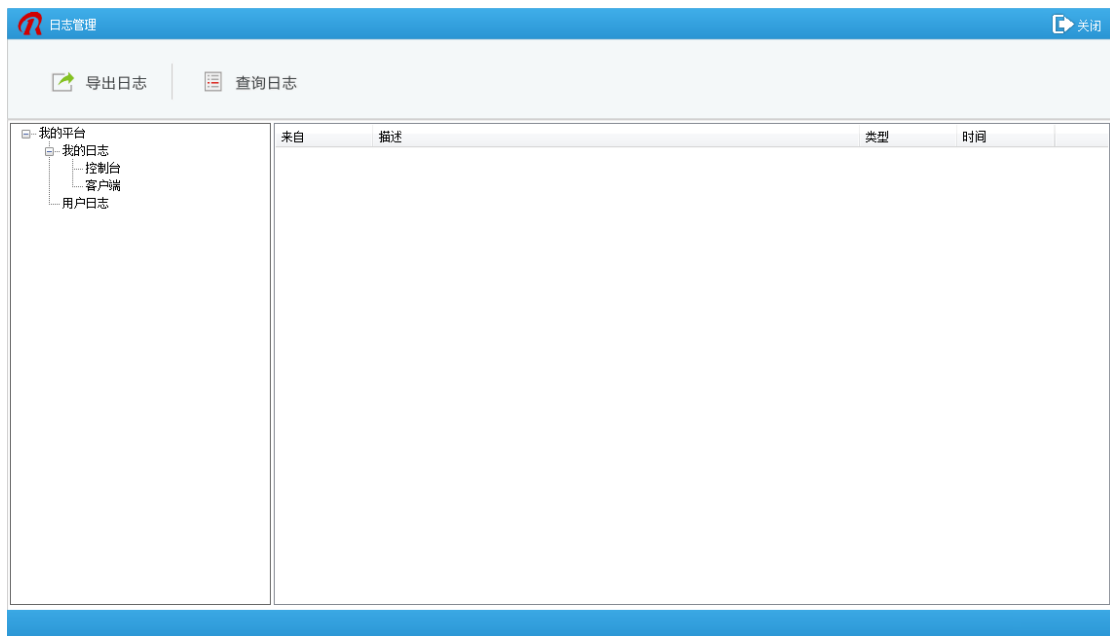 日志管理
关闭
导出日志
查询日志
我的平台
我的日志
控制台
客户端
用户日志
来自 描述 类型 时间